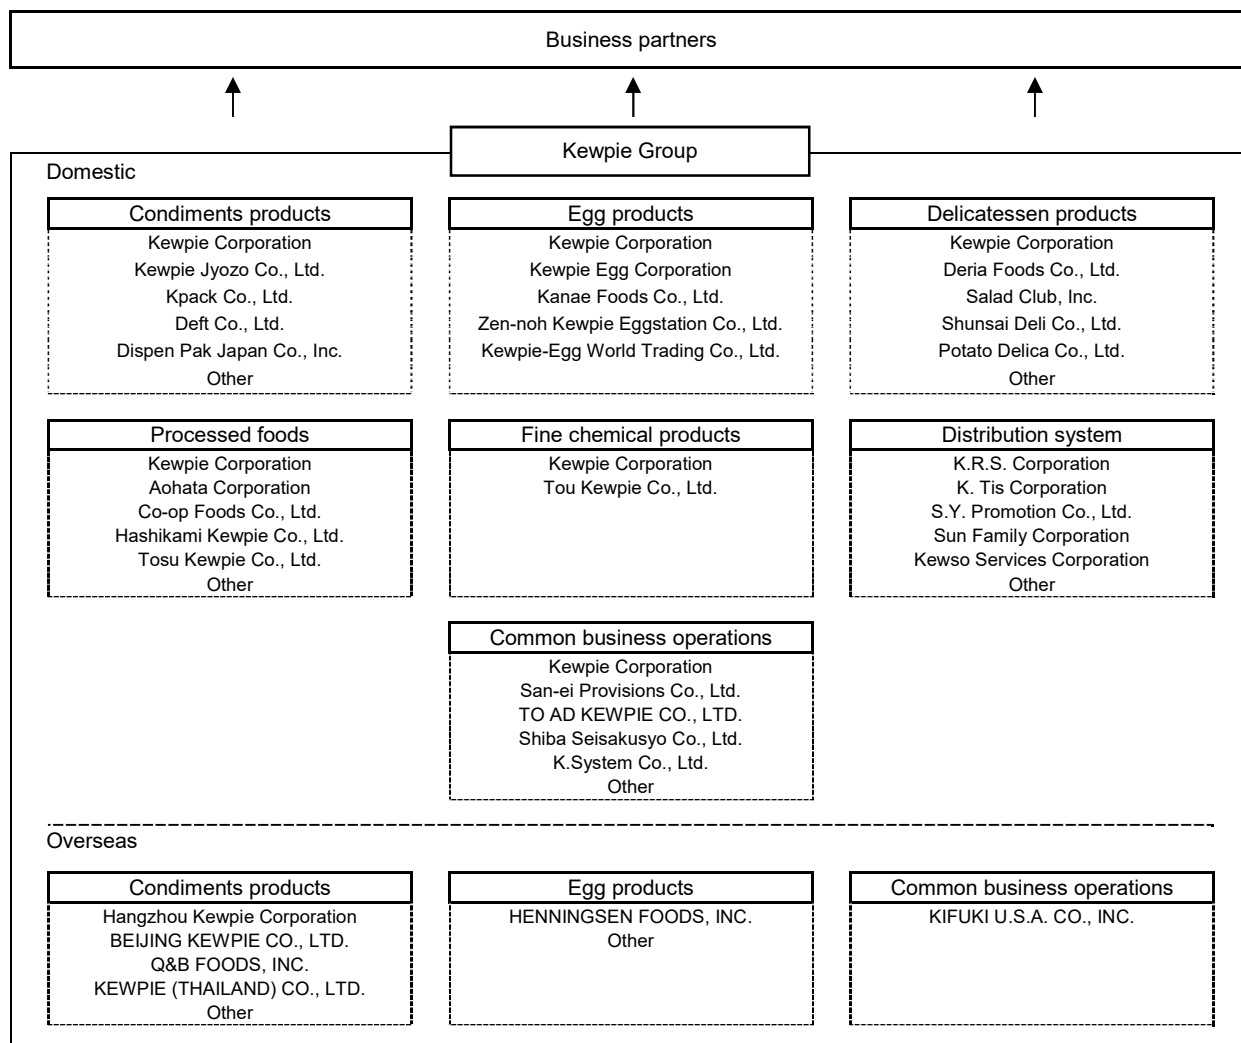 Business partners
Kewpie Group
Domestic
Condiments products
Kewpie Corporation
Kewpie Jyozo Co., Ltd.
Kpack Co., Ltd.
Deft Co., Ltd.
Dispen Pak Japan Co., Inc.
Other
Egg products
Kewpie Corporation
Kewpie Egg Corporation
Kanae Foods Co., Ltd.
Zen-noh Kewpie Eggstation Co., Ltd.
Kewpie-Egg World Trading Co., Ltd.
Delicatessen products
Kewpie Corporation
Deria Foods Co., Ltd.
Salad Club, Inc.
Shunsai Deli Co., Ltd.
Potato Delica Co., Ltd.
Other
Processed foods
Kewpie Corporation
Aohata Corporation
Co-op Foods Co., Ltd.
Hashikami Kewpie Co., Ltd.
Tosu Kewpie Co., Ltd.
Other
Fine chemical products
Kewpie Corporation
Tou Kewpie Co., Ltd.
Distribution system
K.R.S. Corporation
K. Tis Corporation
S.Y. Promotion Co., Ltd.
Sun Family Corporation
Kewso Services Corporation
Other
Common business operations
Kewpie Corporation
San-ei Provisions Co., Ltd.
TO AD KEWPIE CO., LTD.
Shiba Seisakusyo Co., Ltd.
K.System Co., Ltd.
Other
Overseas
Condiments products
Hangzhou Kewpie Corporation
BEIJING KEWPIE CO., LTD.
Q&B FOODS, INC.
KEWPIE (THAILAND) CO., LTD.
Other
Egg products
HENNINGSEN FOODS, INC.
Other
Common business operations
KIFUKI U.S.A. CO., INC.